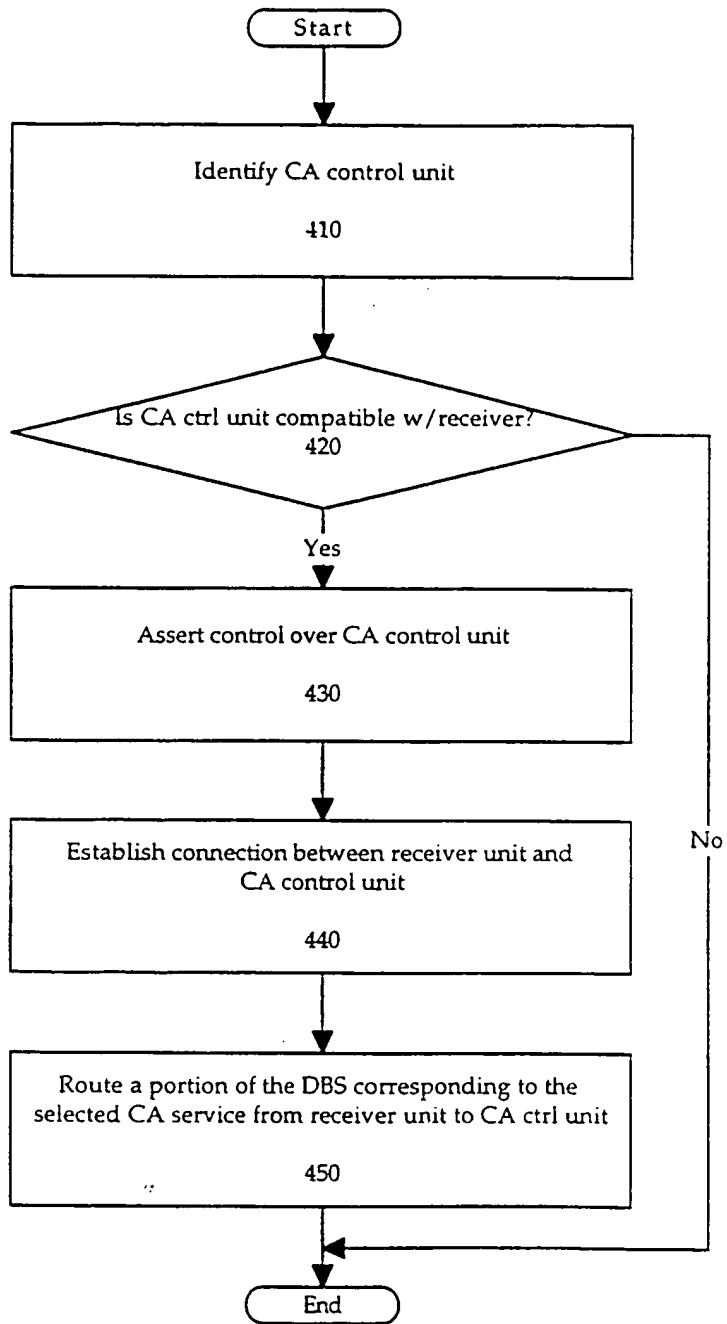 Start
Identify CA control unit
410
Is CA ctrl unit compatible w/receiver?
420
Yes
Assert control over CA control unit
430
No
Establish connection between receiver unit and
CA control unit
440
Route a portion of the DBS corresponding to the
selected CA service from receiver unit to CA ctrl unit
450
End